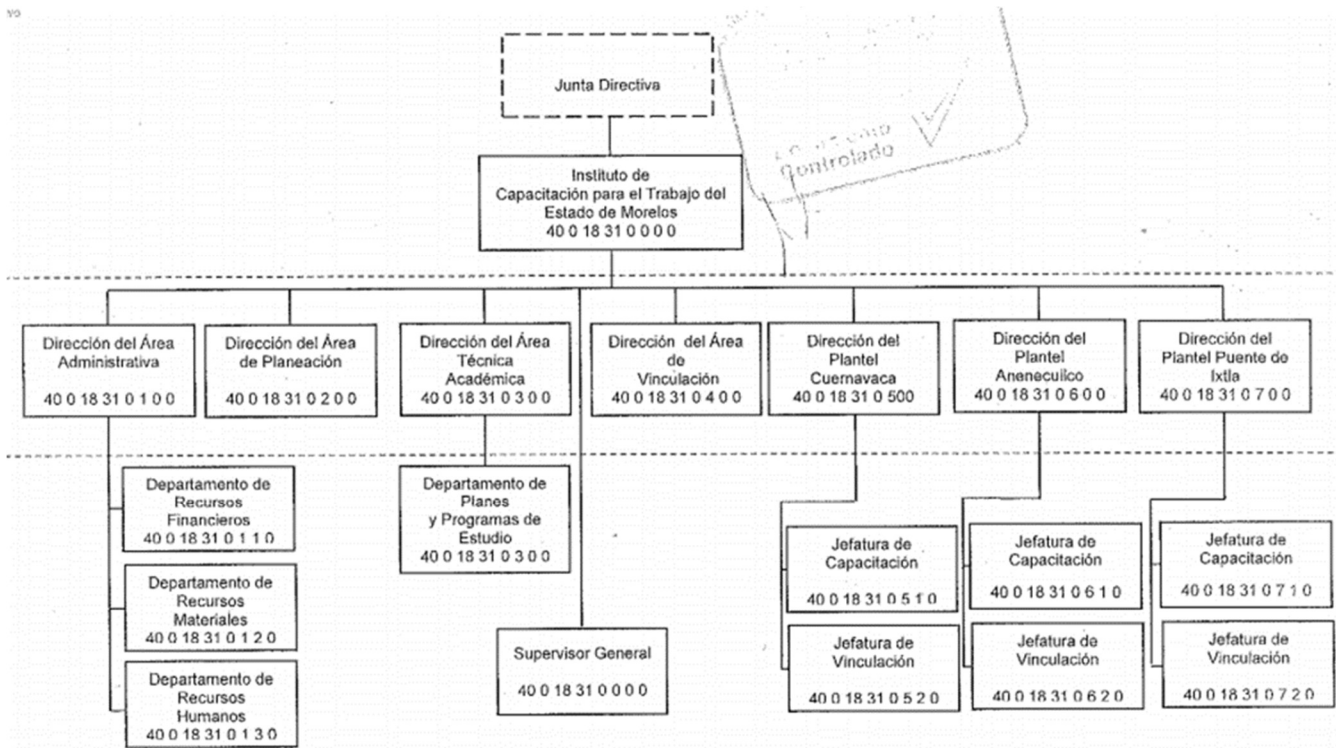 Junta Directiva
Controlado
Instituto de
Capacitación para el Trabajo del
Estado de Morelos
40 0 18 31 0 0 0 0
Dirección del Área
Administrativa
40 0 18 31 0 1 0 0
Dirección del Área
de Planeación
40 0 18 31 0 2 0 0
Dirección del Área
Técnica
Académica
40 0 18 31 0 3 0 0
Dirección del Área
de
Vinculación
40 0 18 31 0 4 0 0
Dirección del
Plantel
Cuernavaca
40 0 18 31 0 500
Dirección del
Plantel
Anenecuilco
40 0 18 31 0 6 0 0
Dirección del
Plantel Puente de
Ixtla
40 0 18 31 0 7 0 0
Departamento de
Recursos
Financieros
40 0 18 31 0 1 1 0
Departamento de
Recursos
Materiales
40 0 18 31 0 1 2 0
Departamento de
Recursos
Humanos
40 0 18 31 0 1 3 0
Departamento de
Planes
y Programas de
Estudio
40 0 18 31 0 3 0 0
Supervisor General
40 0 18 31 0 0 0 0
Jefatura de
Capacitación
40 0 18 31 0 5 1 0
Jefatura de
Vinculación
40 0 18 31 0 5 2 0
Jefatura de
Capacitación
40 0 18 31 0 6 1 0
Jefatura de
Vinculación
40 0 18 31 0 6 2 0
Jefatura de
Capacitación
40 0 18 31 0 7 1 0
Jefatura de
Vinculación
40 0 18 31 0 7 2 0